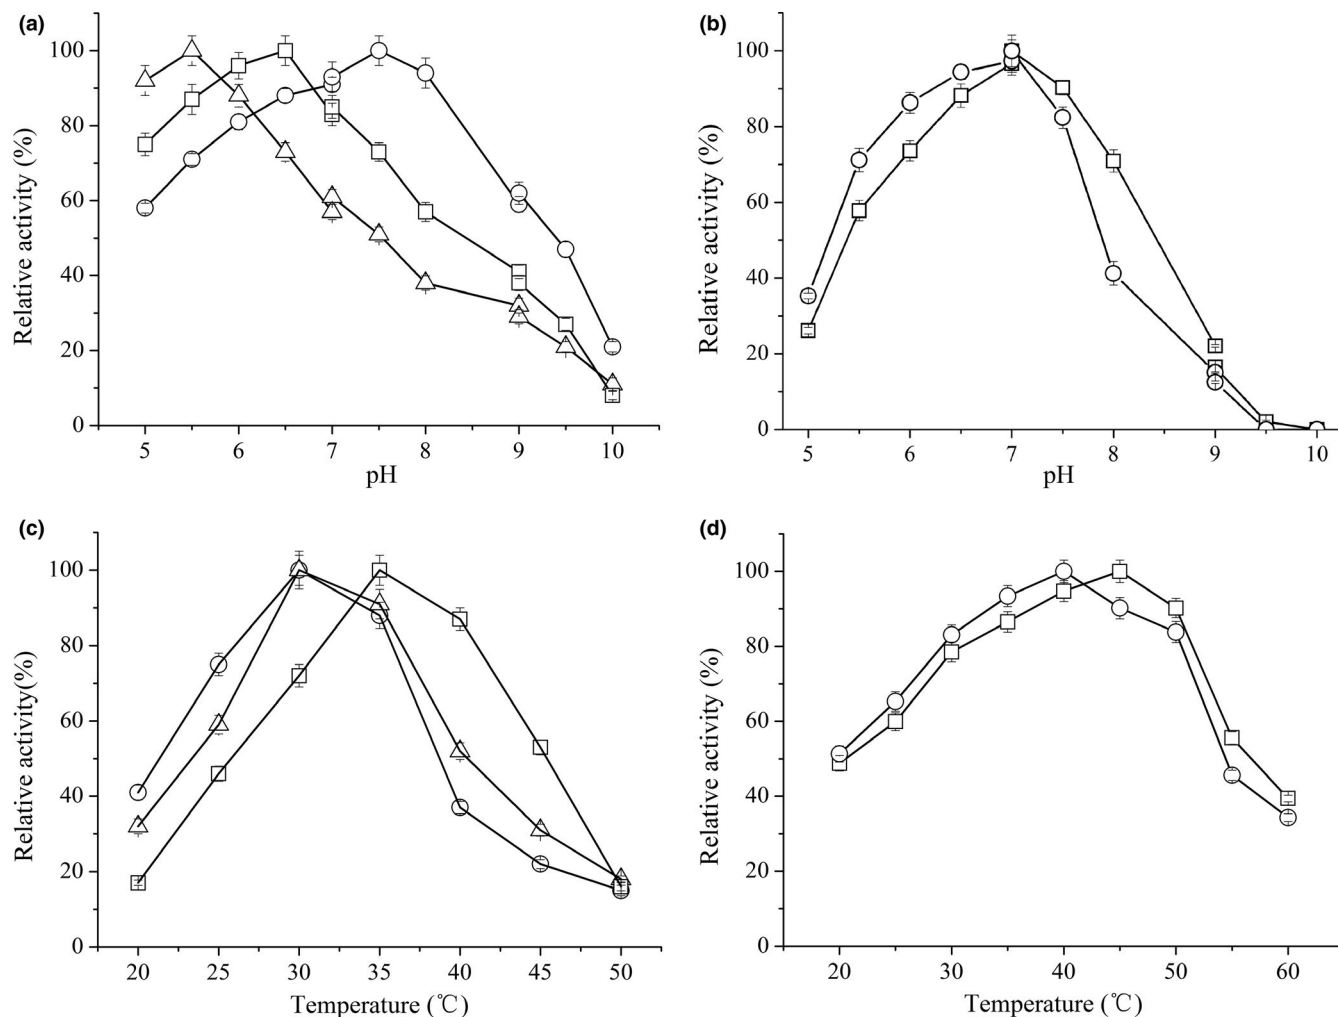 (a)
Relative activity (%)
100
80
60
40
20
0
5 6 7 8 9 10
pH
(b)
Relative activity (%)
100
80
60
40
20
0
5 6 7 8 9 10
pH
(c)
Relative activity(%)
100
80
60
40
20
0
20 25 30 35 40 45 50
Temperature (℃)
(d)
Relative activity (%)
100
80
60
40
20
0
20 30 40 50 60
Temperature (℃)